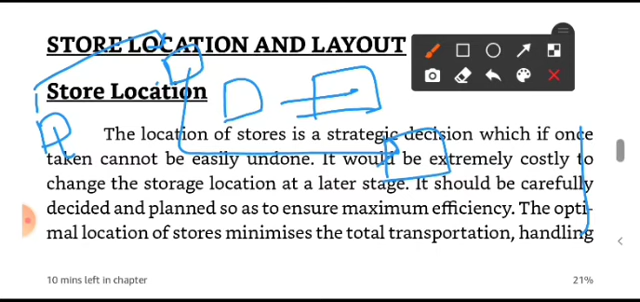 STORE LOCATION AND LAYOUT
Store Location
The location of stores is a strategic decision which if once
taken cannot be easily undone. It would be extremely costly to
change the storage location at a later stage. It should be carefully
decided and planned so as to ensure maximum efficiency. The opti-
mal location of stores minimises the total transportation, handling
10 mins left in chapter 21%